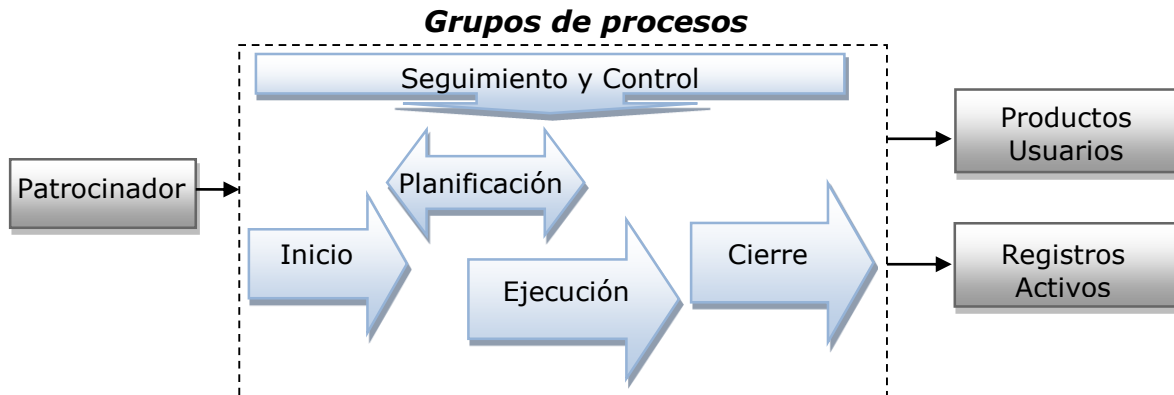 Grupos de procesos
Seguimiento y Control
Patrocinador
Planificación
Inicio
Ejecución
Cierre
Productos
Usuarios
Registros
Activos